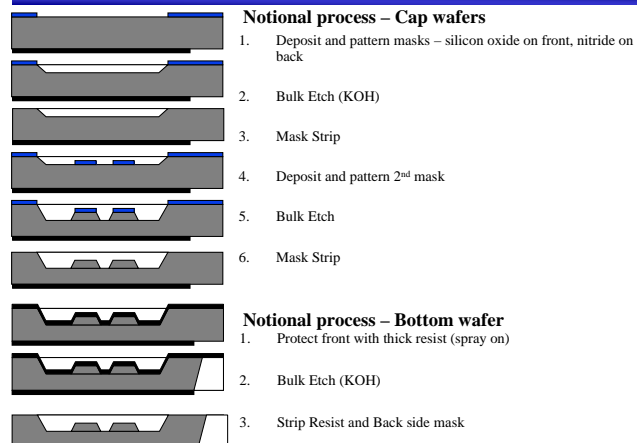 Notional process – Cap wafers
1. Deposit and pattern masks – silicon oxide on front, nitride on
back
2. Bulk Etch (KOH)
3. Mask Strip
4. Deposit and pattern 2nd mask
5. Bulk Etch
6. Mask Strip
Notional process – Bottom wafer
1. Protect front with thick resist (spray on)
2. Bulk Etch (KOH)
3. Strip Resist and Back side mask